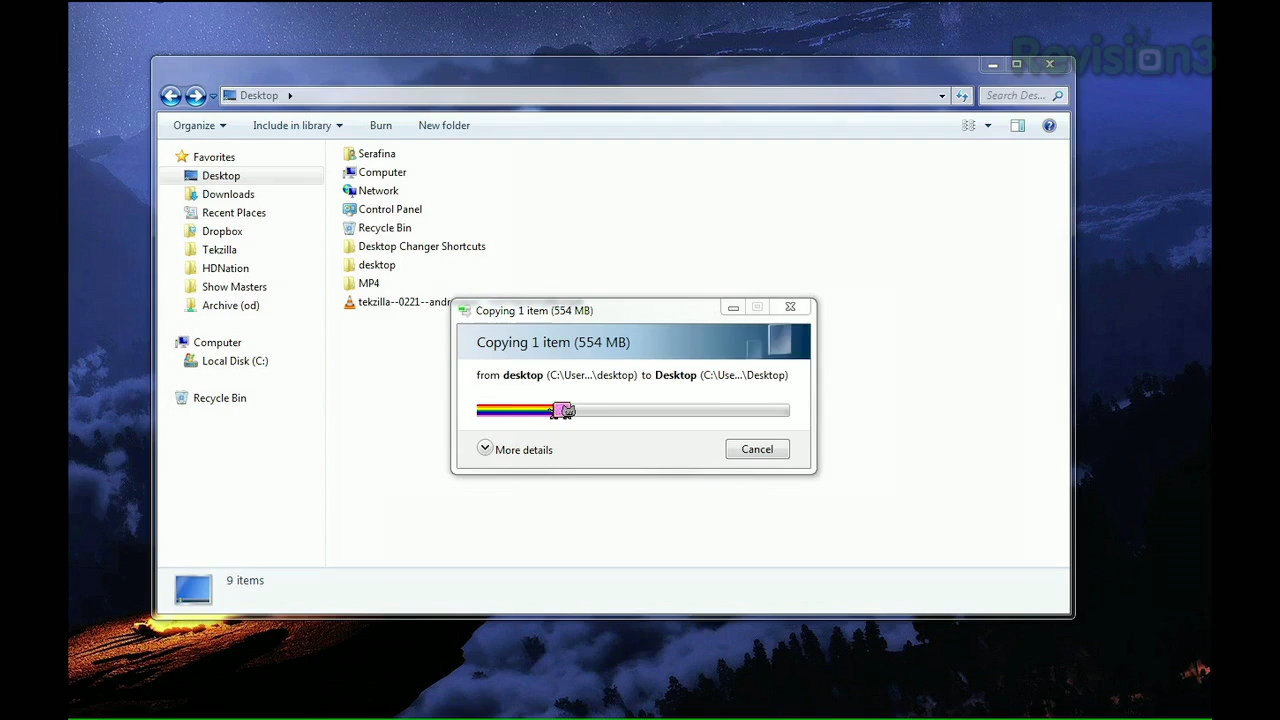 Revision3
Desktop
Search Des...
Organize
Include in library
Burn
New folder
Favorites
Desktop
Downloads
Recent Places
Dropbox
Tekzilla
HDNation
Show Masters
Archive (od)
Computer
Local Disk (C:)
Recycle Bin
Serafina
Computer
Network
Control Panel
Recycle Bin
Desktop Changer Shortcuts
desktop
MP4
tekzilla--0221--andr
Copying 1 item (554 MB)
Copying 1 item (554 MB)
from desktop (C:\User...\desktop) to Desktop (C:\Use...\Desktop)
More details
Cancel
9 items